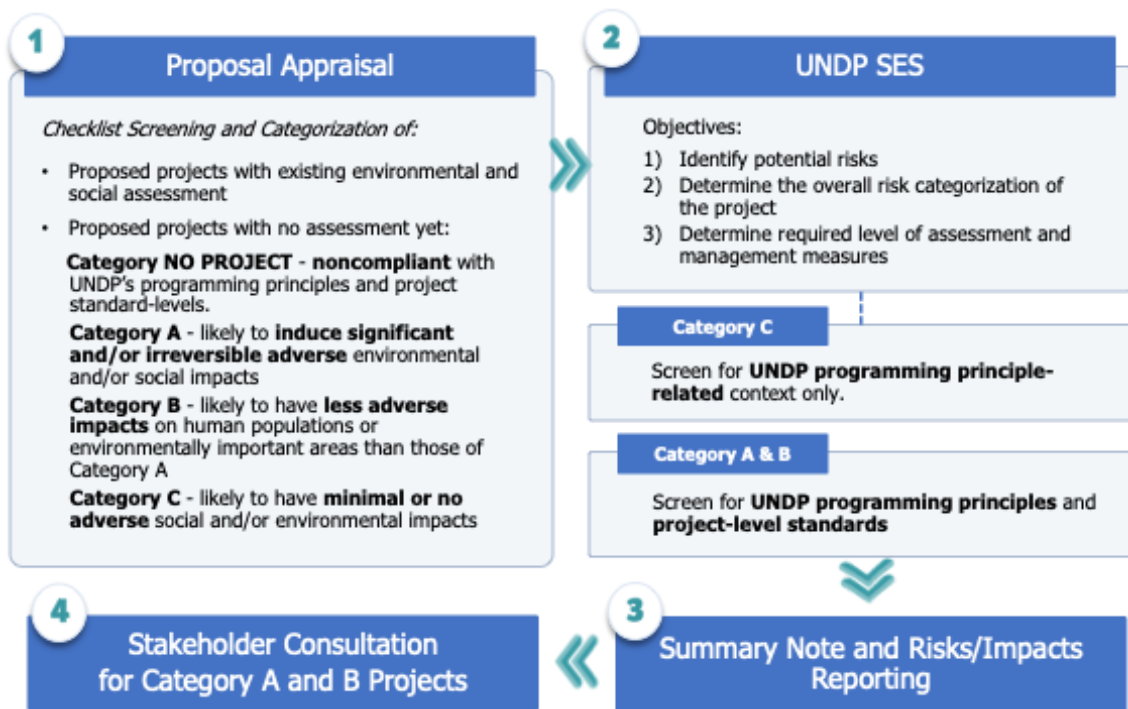 1
Proposal Appraisal
Checklist Screening and Categorization of:
• Proposed projects with existing environmental and
social assessment
• Proposed projects with no assessment yet:
Category NO PROJECT - noncompliant with
UNDP's programming principles and project
standard-levels.
Category A - likely to induce significant
and/or irreversible adverse environmental
and/or social impacts
Category B - likely to have less adverse
impacts on human populations or
environmentally important areas than those of
Category A
Category C - likely to have minimal or no
adverse social and/or environmental impacts
2
UNDP SES
Objectives:
1) Identify potential risks
2) Determine the overall risk categorization of
the project
3) Determine required level of assessment and
management measures
Category C
Screen for UNDP programming principle-
related context only.
Category A & B
Screen for UNDP programming principles and
project-level standards
3
Summary Note and Risks/Impacts
Reporting
4
Stakeholder Consultation
for Category A and B Projects